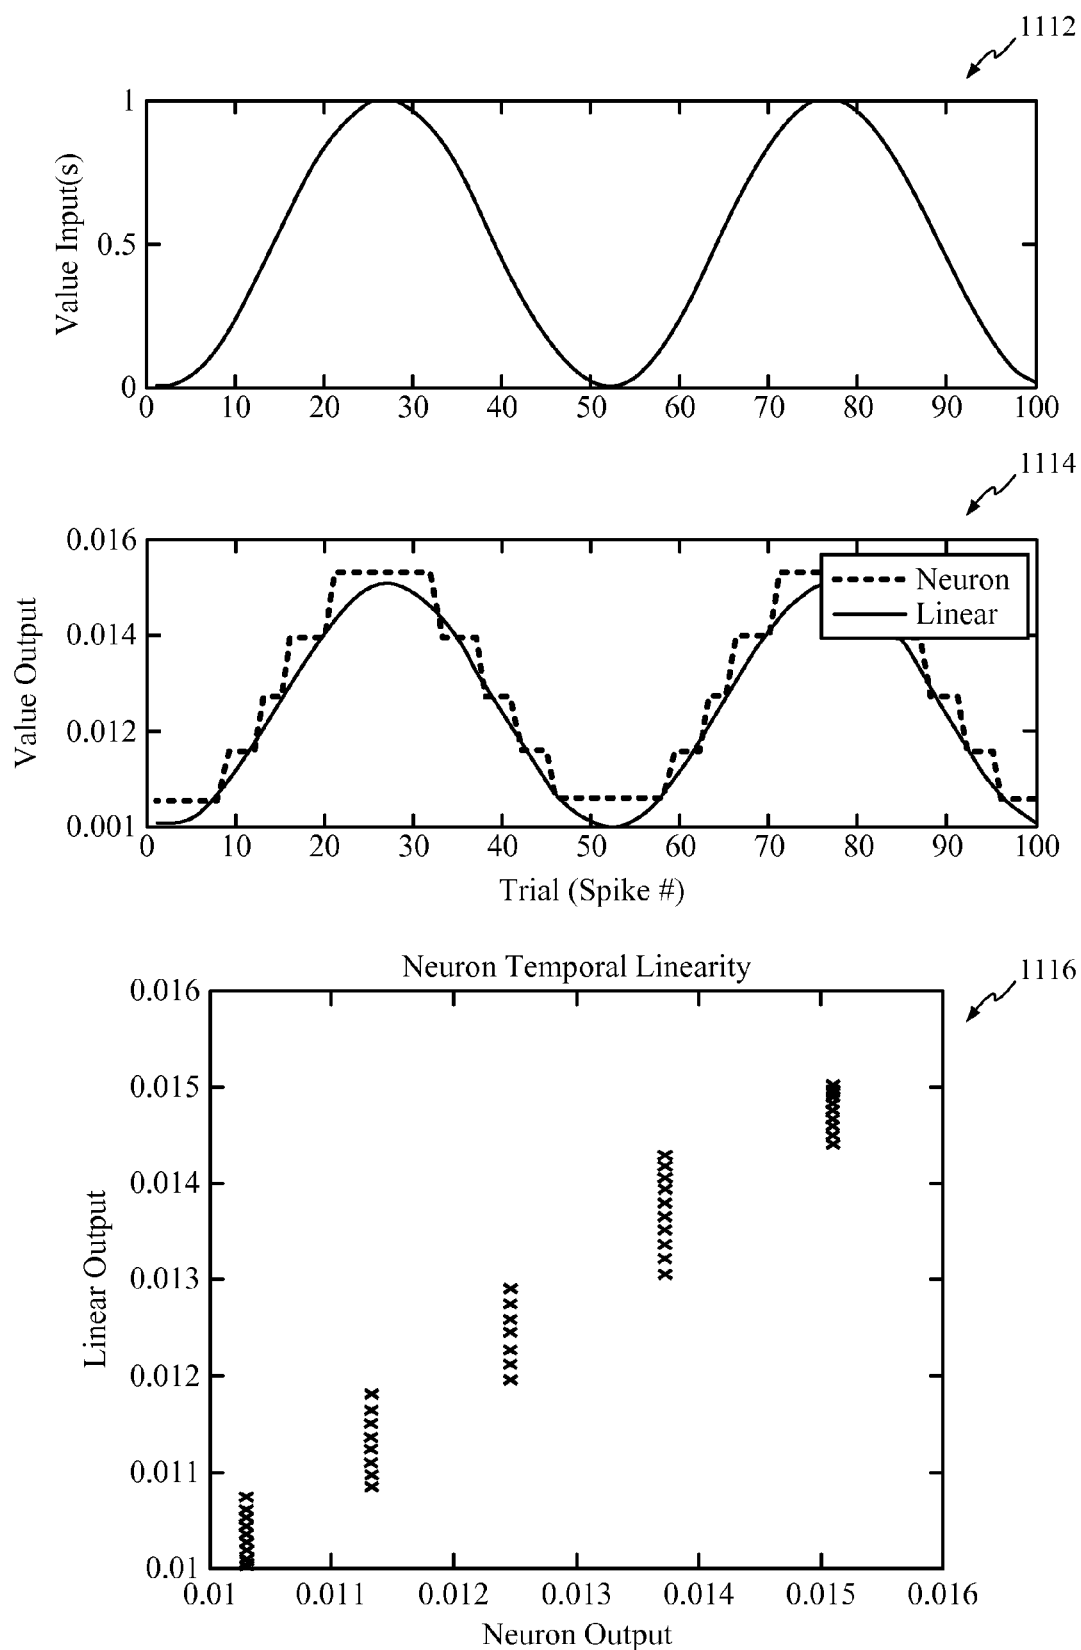 1112
1
0.5
0
Value Input(s)
0 10 20 30 40 50 60 70 80 90 100
1114
0.016
0.014
0.012
0.001
Value Output
Neuron
Linear
0 10 20 30 40 50 60 70 80 90 100
Trial (Spike #)
Neuron Temporal Linearity
1116
0.016
0.015
0.014
0.013
0.012
0.011
0.01
Linear Output
0.01 0.011 0.012 0.013 0.014 0.015 0.016
Neuron Output